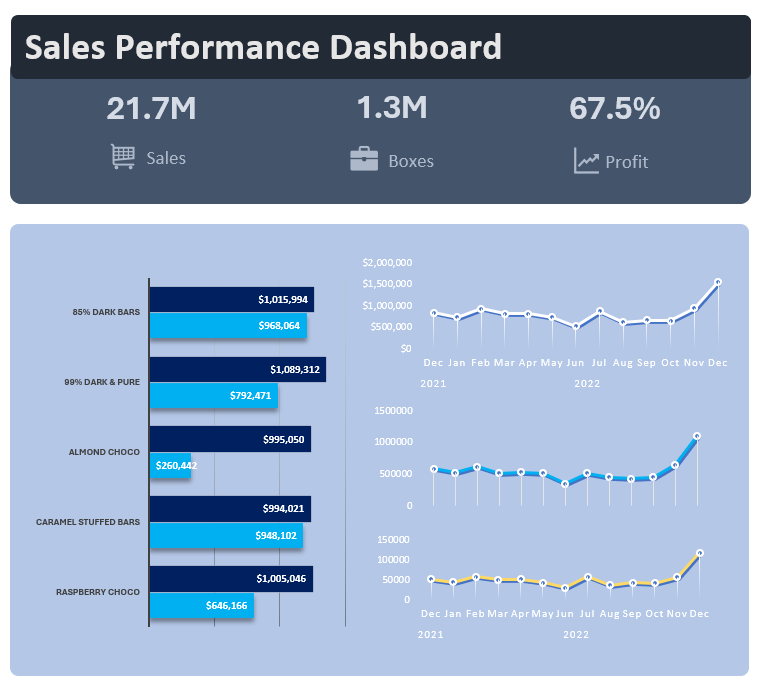 Sales Performance Dashboard
21.7M
1.3M
67.5%
Sales
Boxes
Profit
85% DARK BARS
$1,015,994
$968,064
99% DARK & PURE
$1,089,312
$792,471
ALMOND CHOCO
$995,050
$260,442
CARAMEL STUFFED BARS
$994,021
$948,102
RASPBERRY CHOCO
$1,005,046
$646,166
$2,000,000
$1,500,000
$1,000,000
$500,000
$0
Dec Jan Feb Mar Apr May Jun Jul Aug Sep Oct Nov Dec
2021 2022
1500000
1000000
500000
0
150000
100000
50000
0
Dec Jan Feb Mar Apr May Jun Jul Aug Sep Oct Nov Dec
2021 2022